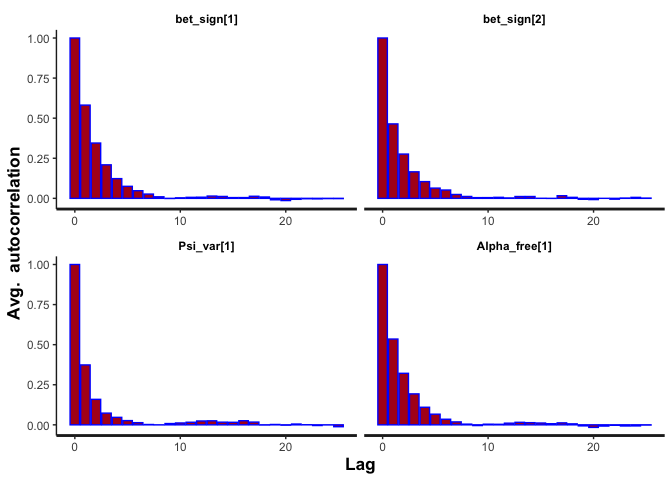 bet_sign[1] bet_sign[2]
1.00
0.75
0.50
0.25
0.00
0 10 20 0 10 20
Psi_var[1] Alpha_free[1]
1.00
0.75
0.50
0.25
0.00
0 10 20 0 10 20
Avg. autocorrelation
Lag